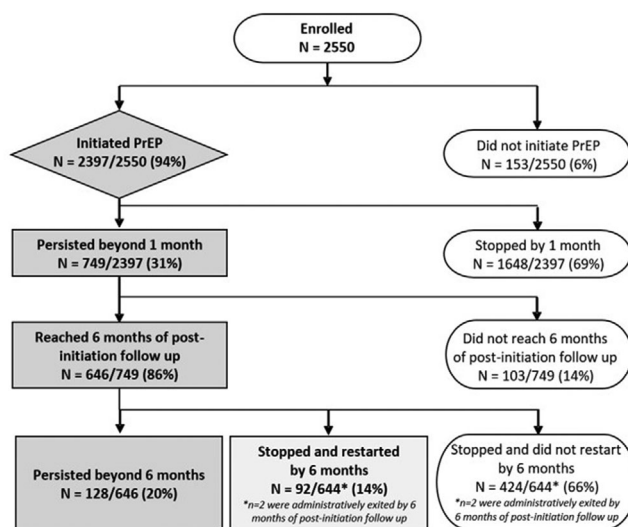 Enrolled
N = 2550
Initiated PrEP
N = 2397/2550 (94%)
Did not initiate PrEP
N = 153/2550 (6%)
Persisted beyond 1 month
N = 749/2397 (31%)
Stopped by 1 month
N = 1648/2397 (69%)
Reached 6 months of post-
initiation follow up
N = 646/749 (86%)
Did not reach 6 months
of post-initiation follow up
N = 103/749 (14%)
Persisted beyond 6 months
N = 128/646 (20%)
Stopped and restarted
by 6 months
N = 92/644* (14%)
*n=2 were administratively exited by 6
months of post-initiation follow up
Stopped and did not restart
by 6 months
N = 424/644* (66%)
*n=2 were administratively exited by 6
months of post-initiation follow up